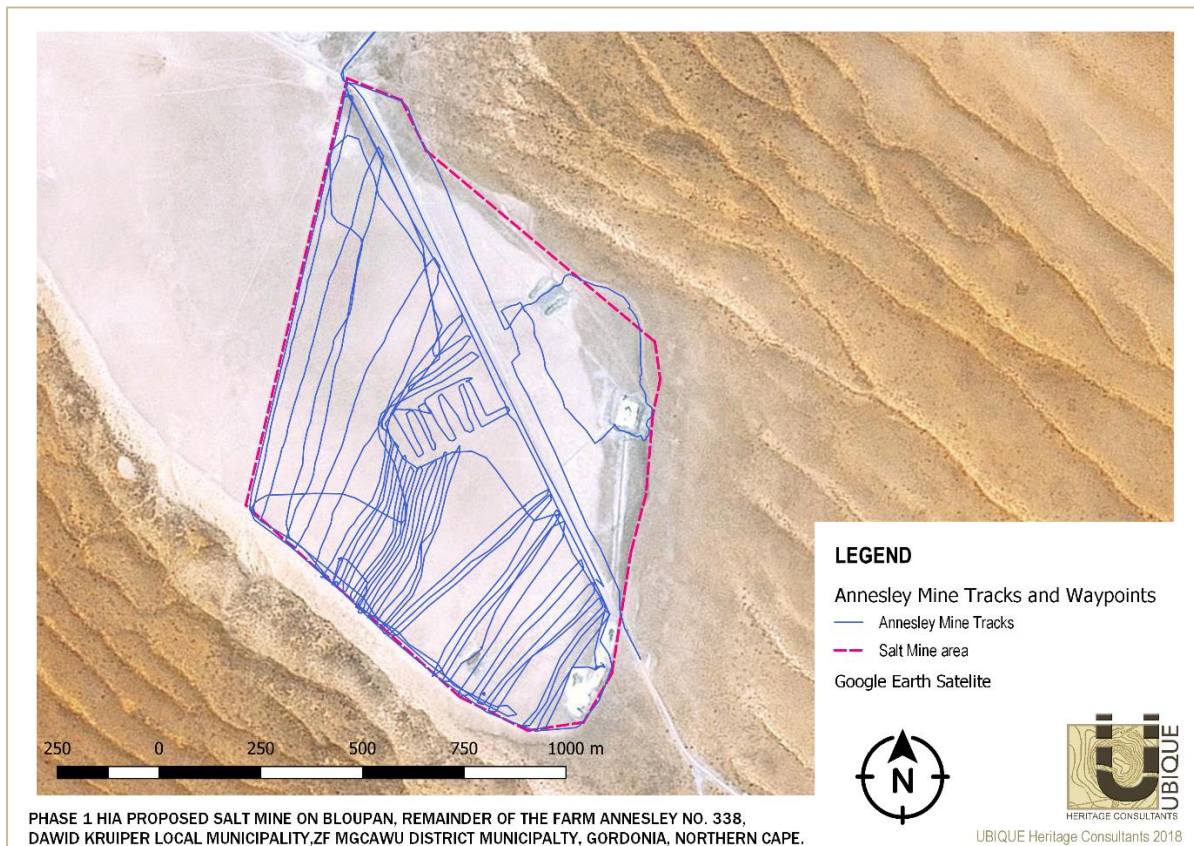 LEGEND
Annesley Mine Tracks and Waypoints
Annesley Mine Tracks
Salt Mine area
Google Earth Satelite
250 0 250 500 750 1000 m
N
Ü
UBIQUE
HERITAGE CONSULTANTS
PHASE 1 HIA PROPOSED SALT MINE ON BLOUPAN, REMAINDER OF THE FARM ANNESLEY NO. 338,
DAWID KRUIPER LOCAL MUNICIPALITY,ZF MGCAWU DISTRICT MUNICIPALTY, GORDONIA, NORTHERN CAPE.
UBIQUE Heritage Consultants 2018